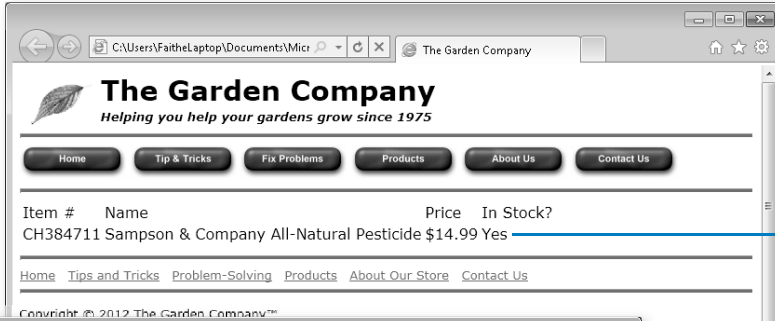 C:\Users\FaitheLaptop\Documents\Micr
The Garden Company
The Garden Company
Helping you help your gardens grow since 1975
Home Tip & Tricks Fix Problems Products About Us Contact Us
Item # Name Price In Stock?
CH384711 Sampson & Company All-Natural Pesticide $14.99 Yes
Home Tips and Tricks Problem-Solving Products About Our Store Contact Us
Copyright © 2012 The Garden Company™